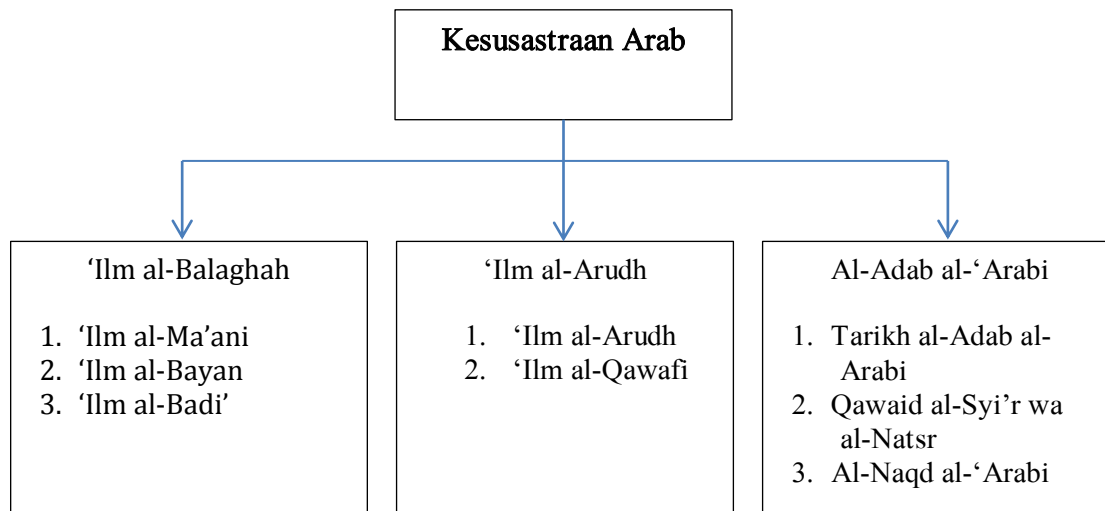 Kesusastraan Arab
‘Ilm al-Balaghah
1. ‘Ilm al-Ma’ani
2. ‘Ilm al-Bayan
3. ‘Ilm al-Badi’
‘Ilm al-Arudh
1. ‘Ilm al-Arudh
2. ‘Ilm al-Qawafi
Al-Adab al-‘Arabi
1. Tarikh al-Adab al-
Arabi
2. Qawaid al-Syi’r wa
al-Natsr
3. Al-Naqd al-‘Arabi